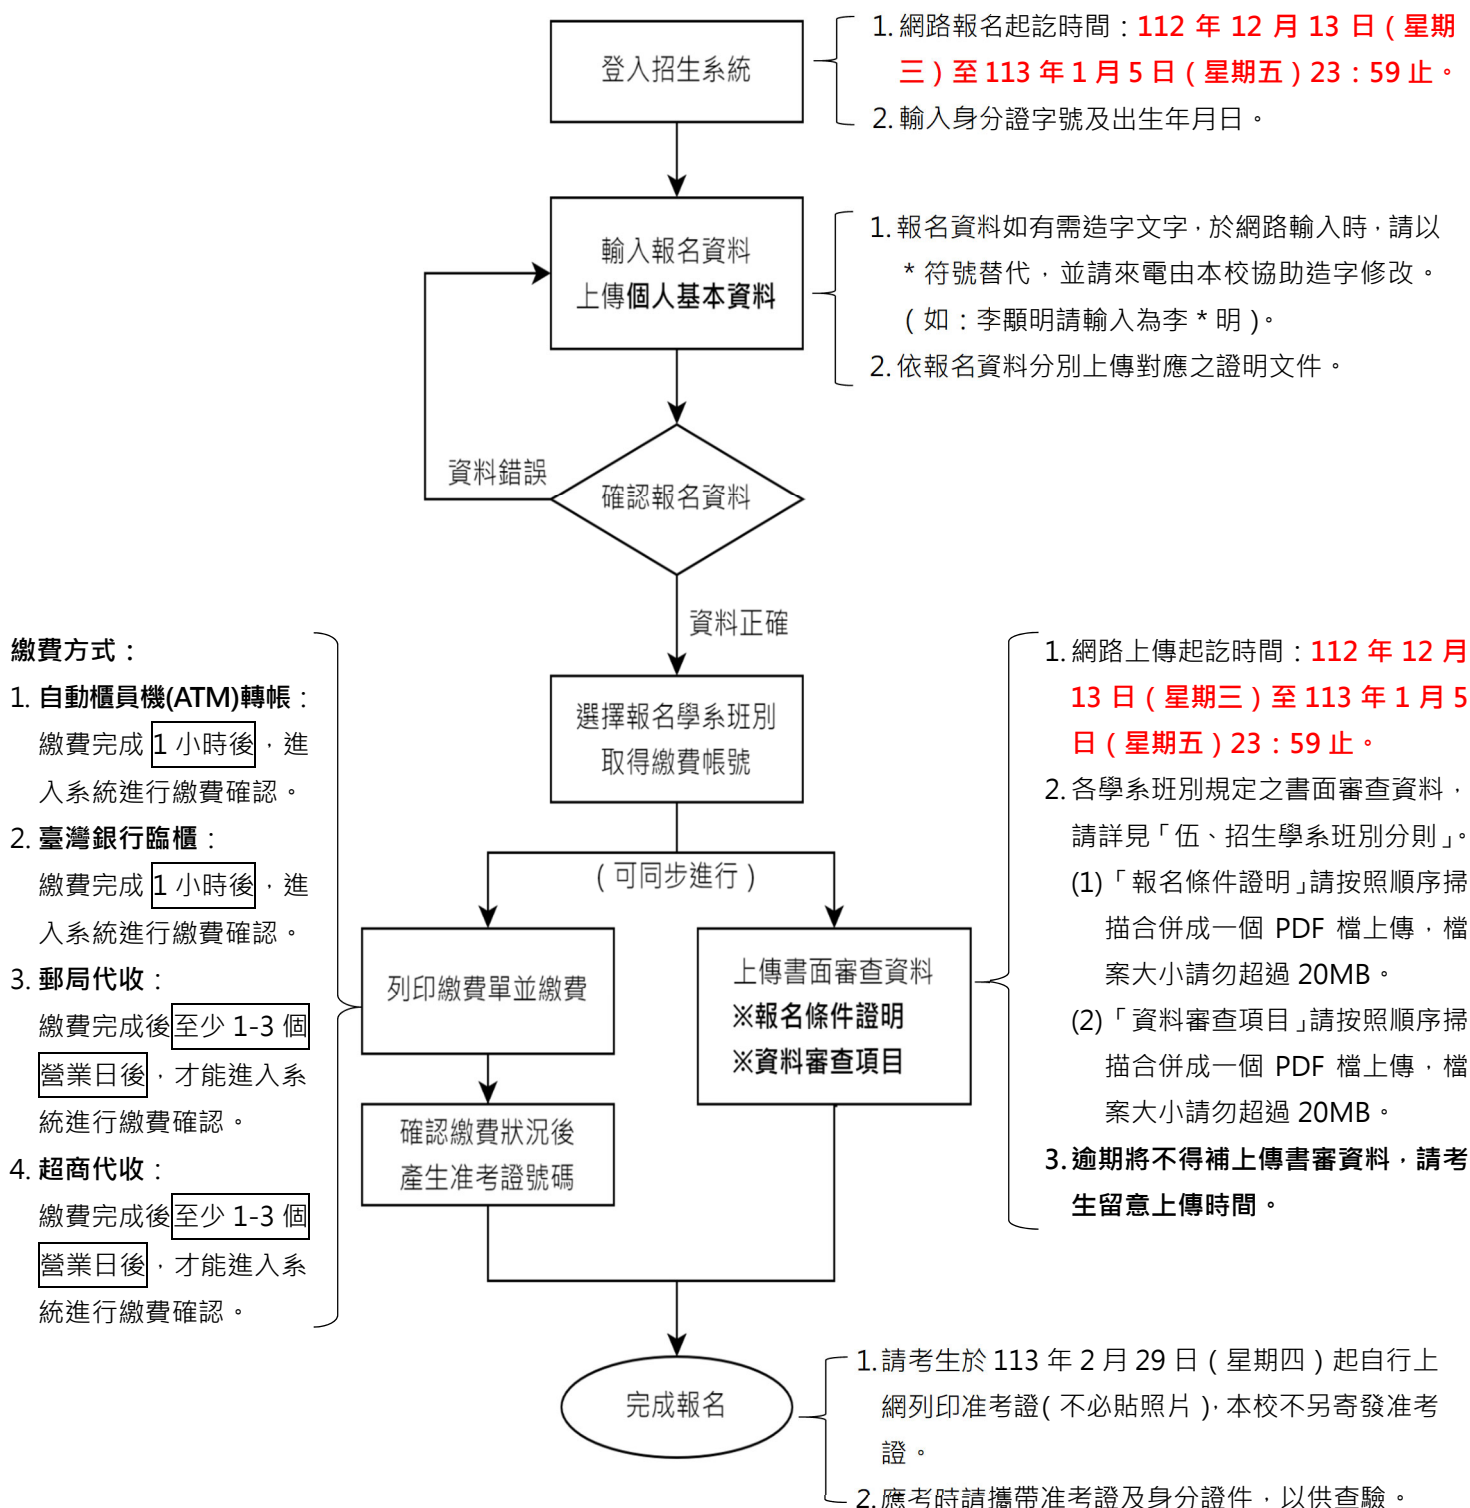 登入招生系統
1. 網路報名起訖時間：112 年 12 月 13 日（星期
三）至 113 年 1 月 5 日（星期五）23：59 止。
2. 輸入身分證字號及出生年月日。
輸入報名資料
上傳個人基本資料
1. 報名資料如有需造字文字，於網路輸入時，請以
＊符號替代，並請來電由本校協助造字修改。
（如：李顒明請輸入為李＊明）。
2. 依報名資料分別上傳對應之證明文件。
資料錯誤
確認報名資料
資料正確
選擇報名學系班別
取得繳費帳號
（可同步進行）
繳費方式：
1. 自動櫃員機(ATM)轉帳：
繳費完成 1 小時後，進
入系統進行繳費確認。
2. 臺灣銀行臨櫃：
繳費完成 1 小時後，進
入系統進行繳費確認。
3. 郵局代收：
繳費完成後至少 1-3 個
營業日後，才能進入系
統進行繳費確認。
4. 超商代收：
繳費完成後至少 1-3 個
營業日後，才能進入系
統進行繳費確認。
列印繳費單並繳費
確認繳費狀況後
產生准考證號碼
上傳書面審查資料
※報名條件證明
※資料審查項目
1. 網路上傳起訖時間：112 年 12 月
13 日（星期三）至 113 年 1 月 5
日（星期五）23：59 止。
2. 各學系班別規定之書面審查資料，
請詳見「伍、招生學系班別分則」。
(1)「報名條件證明」請按照順序掃
描合併成一個 PDF 檔上傳，檔
案大小請勿超過 20MB。
(2)「資料審查項目」請按照順序掃
描合併成一個 PDF 檔上傳，檔
案大小請勿超過 20MB。
3. 逾期將不得補上傳書審資料，請考
生留意上傳時間。
完成報名
1. 請考生於 113 年 2 月 29 日（星期四）起自行上
網列印准考證（不必貼照片），本校不另寄發准考
證。
2. 應考時請攜帶准考證及身分證件，以供查驗。